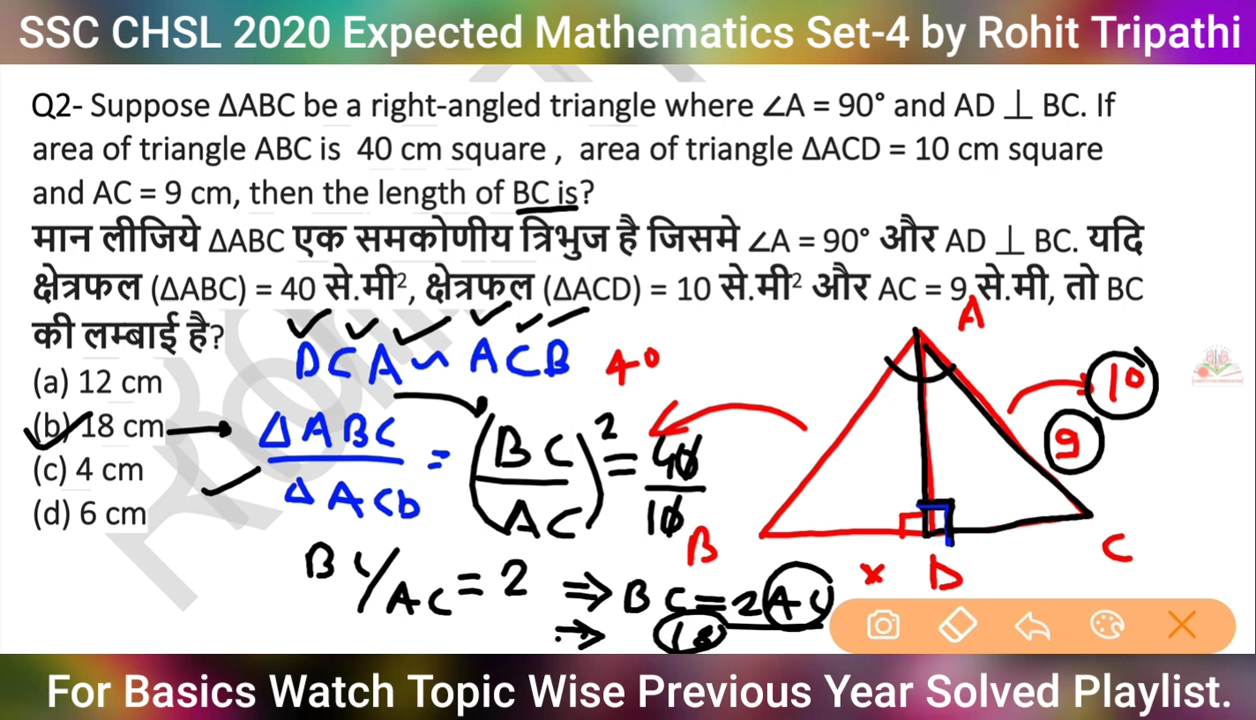 SSC CHSL 2020 Expected Mathematics Set-4 by Rohit Tripathi
Q2- Suppose ΔABC be a right-angled triangle where ∠A = 90° and AD ⊥ BC. If
area of triangle ABC is 40 cm square , area of triangle ΔACD = 10 cm square
and AC = 9 cm, then the length of BC is?
मान लीजिये ΔABC एक समकोणीय त्रिभुज है जिसमे ∠A = 90° और AD ⊥ BC. यदि
क्षेत्रफल (ΔABC) = 40 से.मी², क्षेत्रफल (ΔACD) = 10 से.मी² और AC = 9 से.मी, तो BC
की लम्बाई है?
(a) 12 cm
(b) 18 cm
(c) 4 cm
(d) 6 cm
DCA ~ ACB 40
ΔABC/ΔACD = (BC/AC)² = 40/10
BC/AC = 2 ⇒ BC = 2AC
⇒ 18
A
10
9
B
x D
C
For Basics Watch Topic Wise Previous Year Solved Playlist.